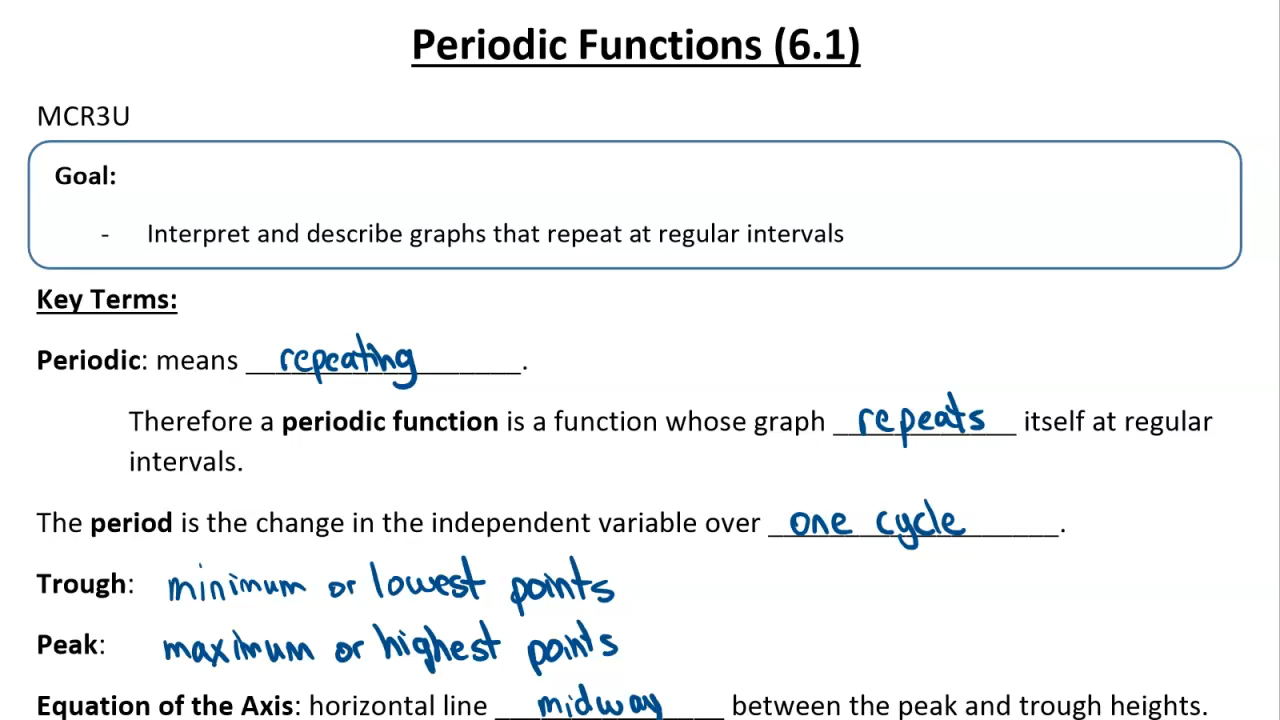 Periodic Functions (6.1)
MCR3U
Goal:
- Interpret and describe graphs that repeat at regular intervals
Key Terms:
Periodic: means repeating.
Therefore a periodic function is a function whose graph repeats itself at regular
intervals.
The period is the change in the independent variable over one cycle.
Trough: minimum or lowest points
Peak: maximum or highest points
Equation of the Axis: horizontal line midway between the peak and trough heights.